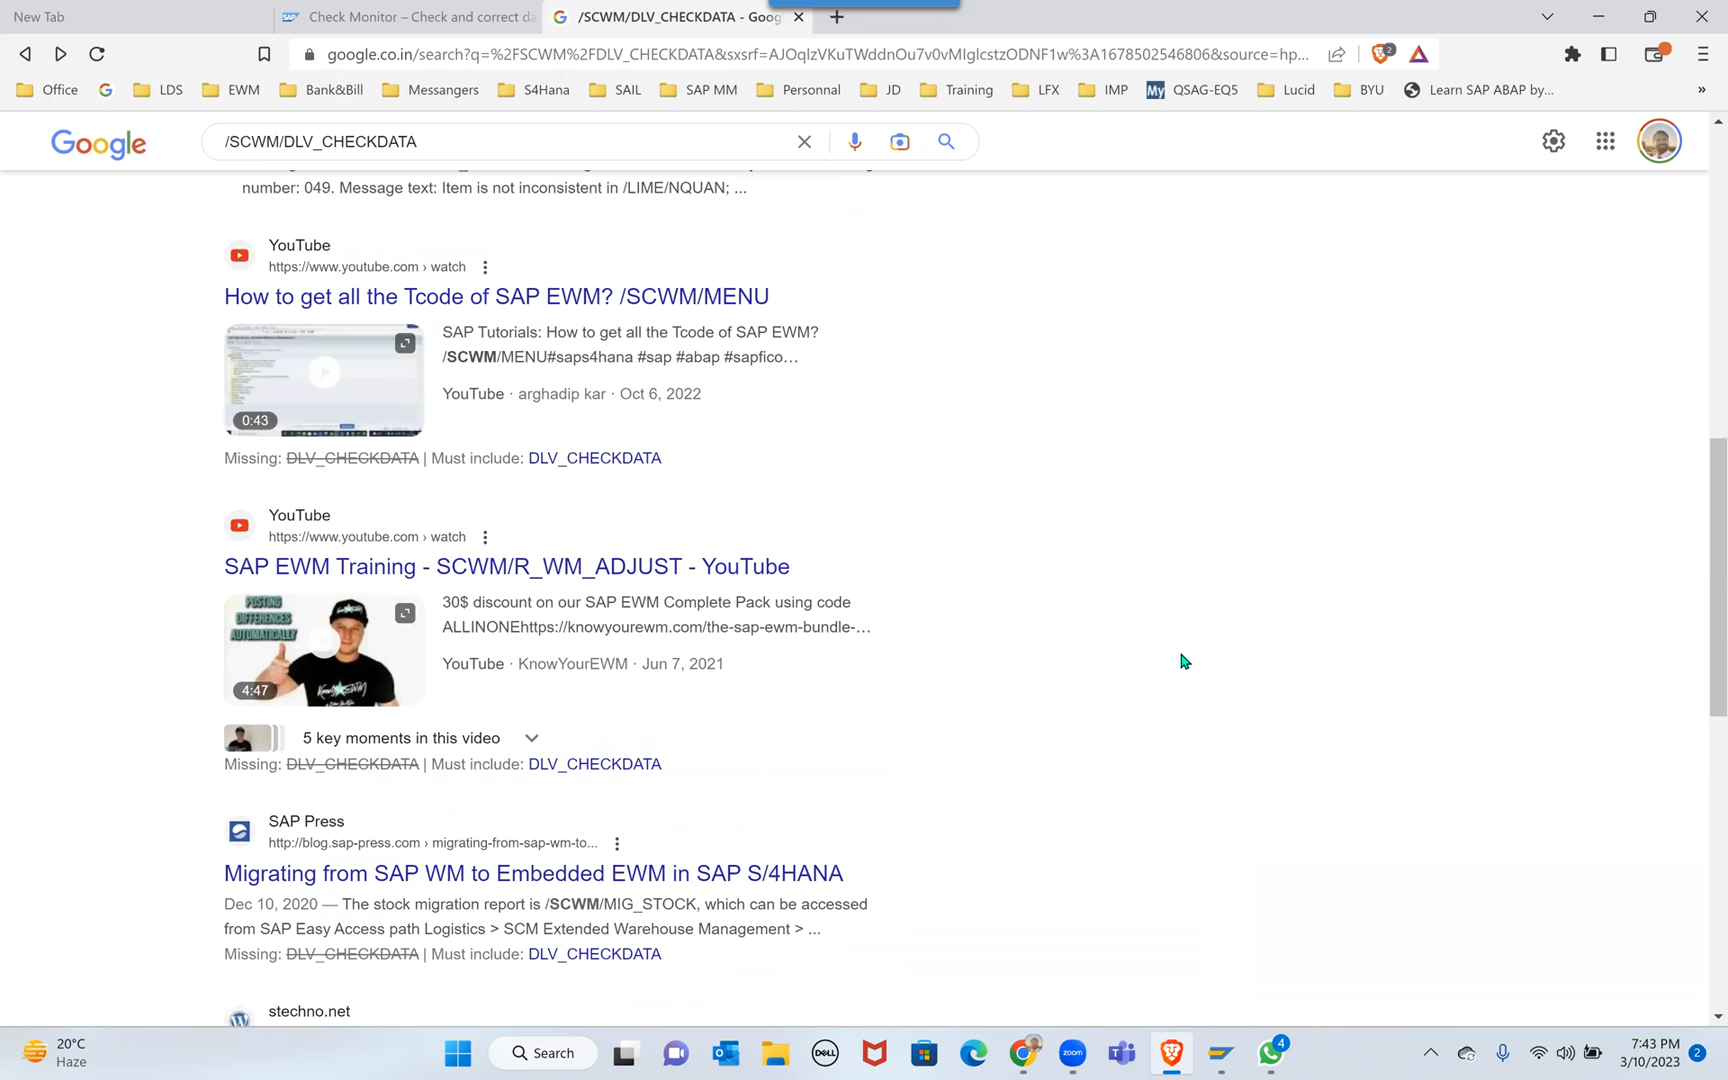 New Tab
Check Monitor – Check and correct da
/SCWM/DLV_CHECKDATA - Goog
google.co.in/search?q=%2FSCWM%2FDLV_CHECKDATA&sxsrf=AJOqlzVKuTWddnOu7v0vMIglcstzODNF1w%3A1678502546806&source=hp...
2
Office
LDS
EWM
Bank&Bill
Messangers
S4Hana
SAIL
SAP MM
Personnal
JD
Training
LFX
IMP
My QSAG-EQ5
Lucid
BYU
Learn SAP ABAP by...
»
Google
/SCWM/DLV_CHECKDATA
number: 049. Message text: Item is not inconsistent in /LIME/NQUAN; ...
YouTube
https://www.youtube.com › watch
How to get all the Tcode of SAP EWM? /SCWM/MENU
SAP Tutorials: How to get all the Tcode of SAP EWM?
/SCWM/MENU#saps4hana #sap #abap #sapfico…
YouTube · arghadip kar · Oct 6, 2022
0:43
Missing: DLV_CHECKDATA | Must include: DLV_CHECKDATA
YouTube
https://www.youtube.com › watch
SAP EWM Training - SCWM/R_WM_ADJUST - YouTube
POSTING
DIFFERENCES
AUTOMATICALLY
30$ discount on our SAP EWM Complete Pack using code
ALLINONEhttps://knowyourewm.com/the-sap-ewm-bundle-…
YouTube · KnowYourEWM · Jun 7, 2021
4:47
5 key moments in this video
Missing: DLV_CHECKDATA | Must include: DLV_CHECKDATA
SAP Press
http://blog.sap-press.com › migrating-from-sap-wm-to...
Migrating from SAP WM to Embedded EWM in SAP S/4HANA
Dec 10, 2020 — The stock migration report is /SCWM/MIG_STOCK, which can be accessed
from SAP Easy Access path Logistics > SCM Extended Warehouse Management > ...
Missing: DLV_CHECKDATA | Must include: DLV_CHECKDATA
stechno.net
20°C
Haze
Search
DELL
zoom
4
7:43 PM
3/10/2023
2